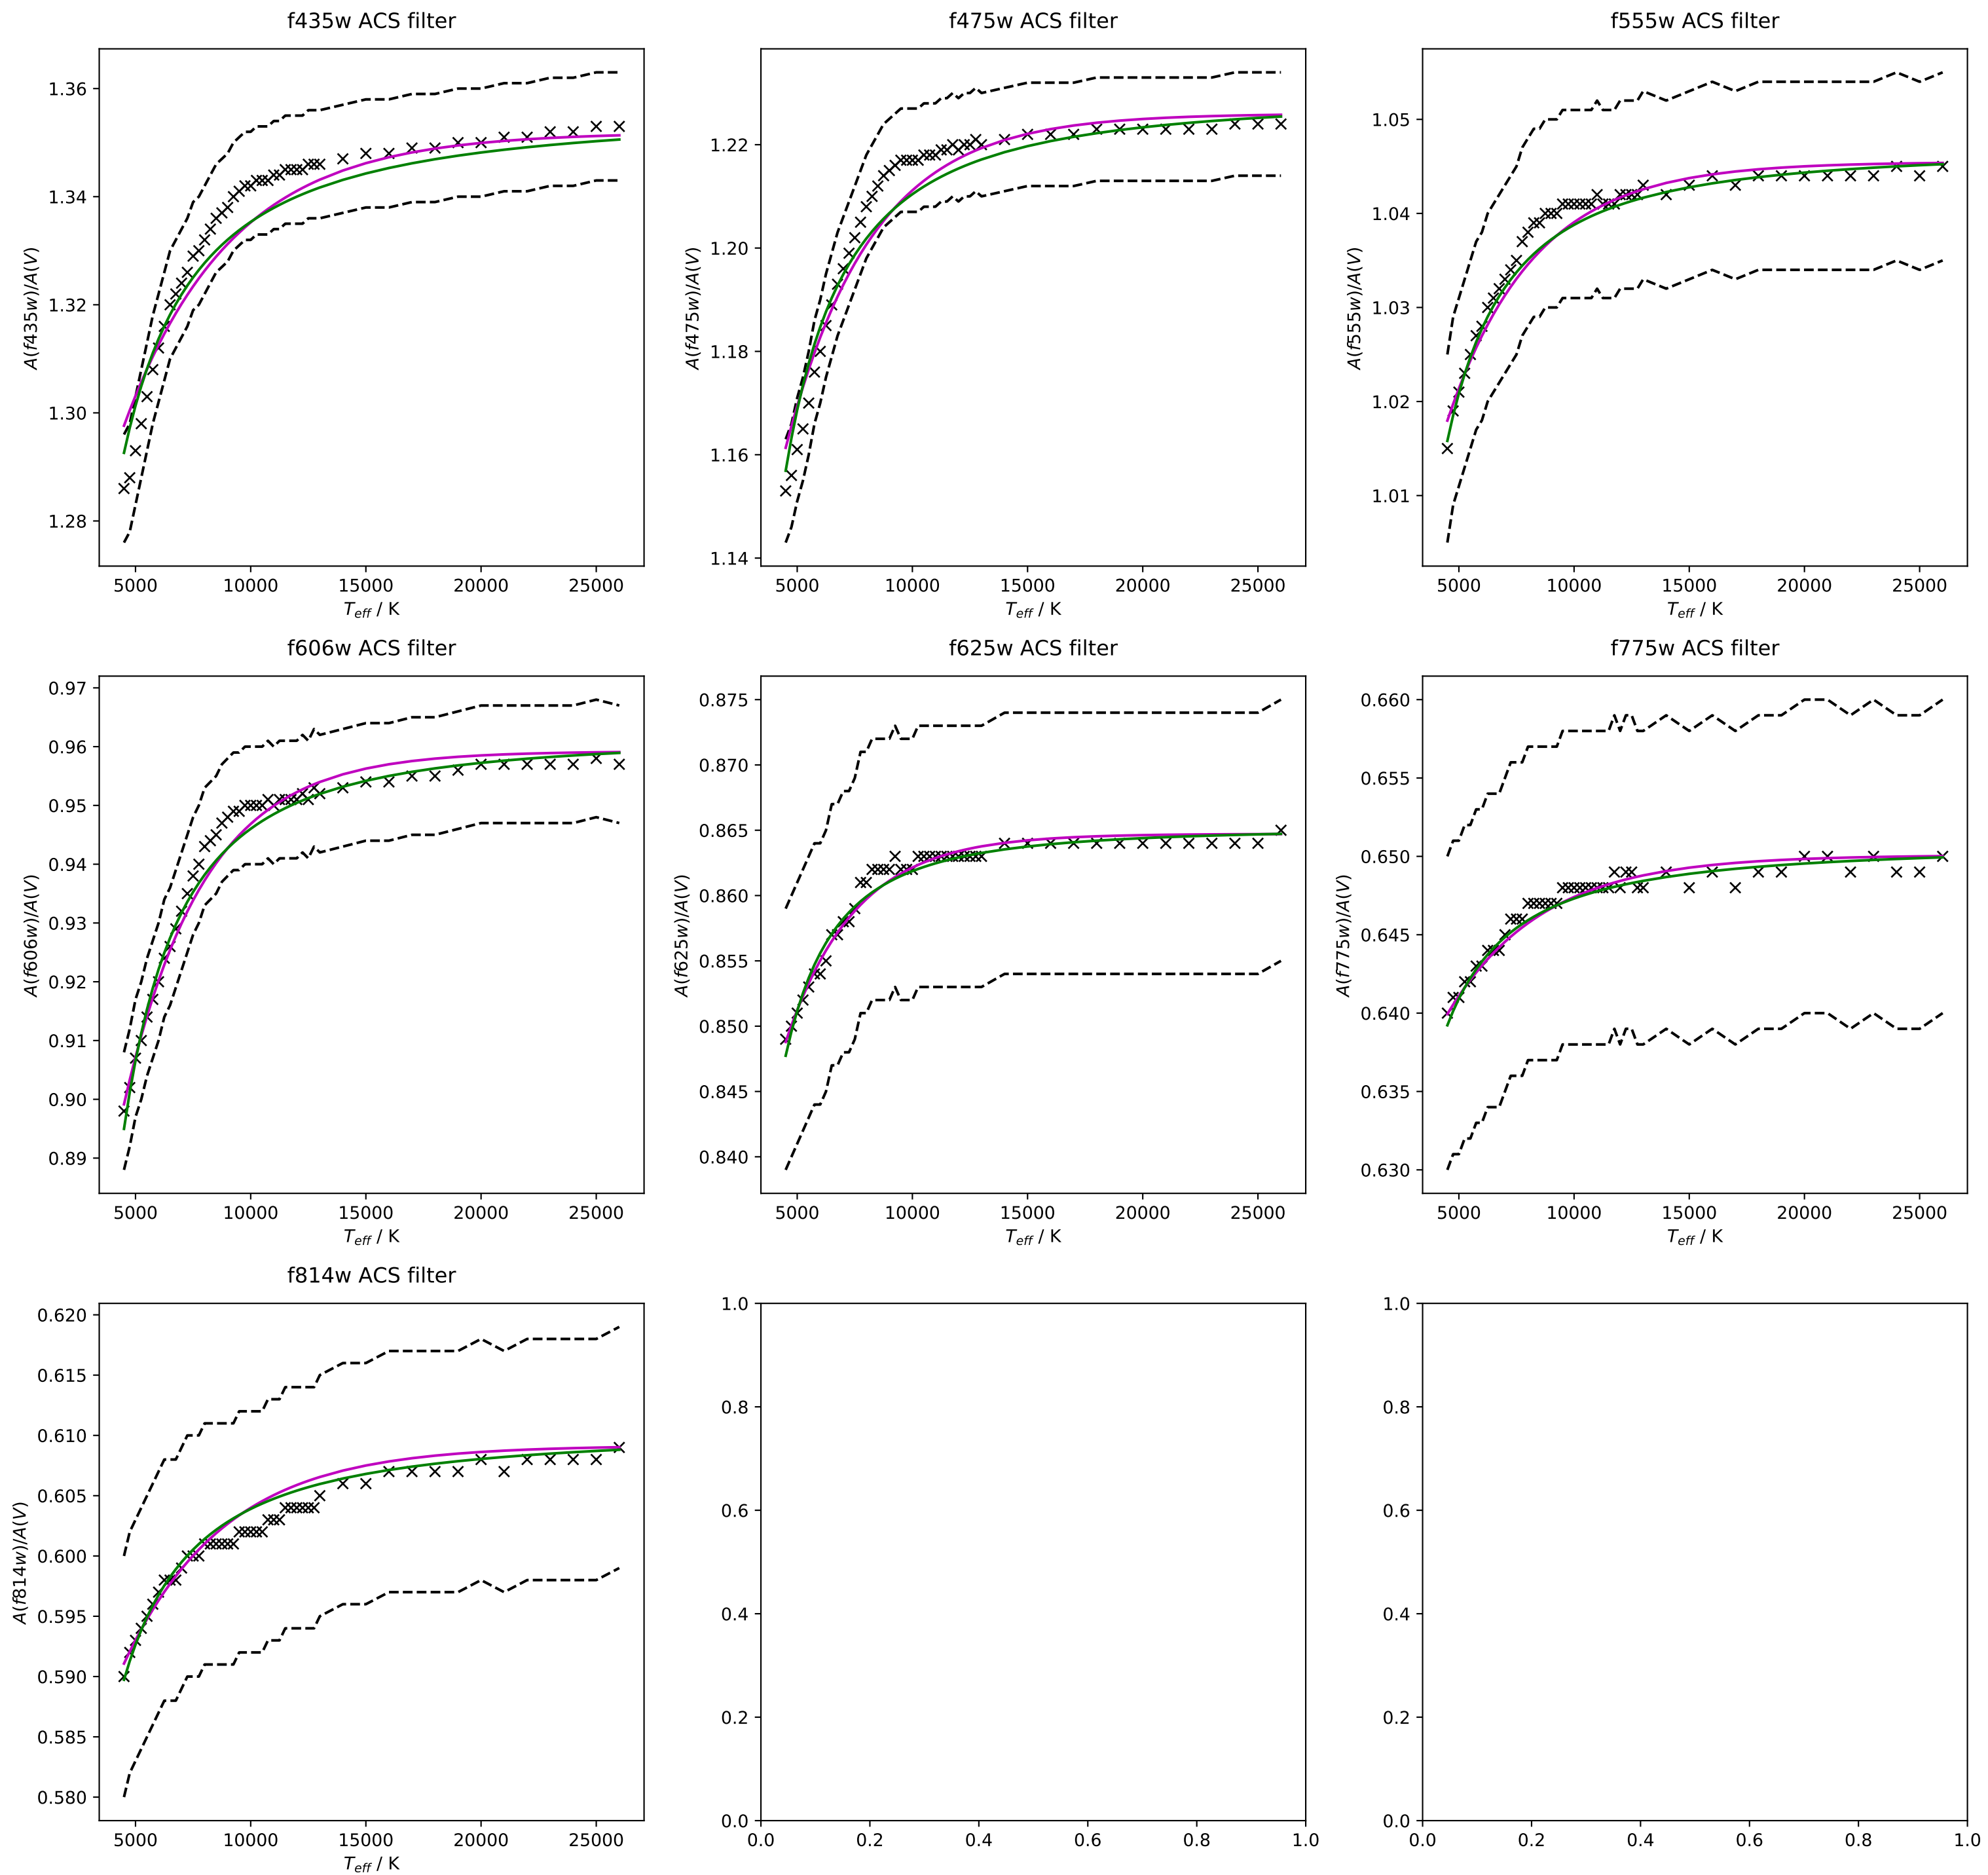 f435w ACS filter
A(f435w)/A(V)
1.36
1.34
1.32
1.30
1.28
5000 10000 15000 20000 25000
T_eff / K
f475w ACS filter
A(f475w)/A(V)
1.22
1.20
1.18
1.16
1.14
5000 10000 15000 20000 25000
T_eff / K
f555w ACS filter
A(f555w)/A(V)
1.05
1.04
1.03
1.02
1.01
5000 10000 15000 20000 25000
T_eff / K
f606w ACS filter
A(f606w)/A(V)
0.97
0.96
0.95
0.94
0.93
0.92
0.91
0.90
0.89
5000 10000 15000 20000 25000
T_eff / K
f625w ACS filter
A(f625w)/A(V)
0.875
0.870
0.865
0.860
0.855
0.850
0.845
0.840
5000 10000 15000 20000 25000
T_eff / K
f775w ACS filter
A(f775w)/A(V)
0.660
0.655
0.650
0.645
0.640
0.635
0.630
5000 10000 15000 20000 25000
T_eff / K
f814w ACS filter
A(f814w)/A(V)
0.620
0.615
0.610
0.605
0.600
0.595
0.590
0.585
0.580
5000 10000 15000 20000 25000
T_eff / K
1.0
0.8
0.6
0.4
0.2
0.0
0.0 0.2 0.4 0.6 0.8 1.0
1.0
0.8
0.6
0.4
0.2
0.0
0.0 0.2 0.4 0.6 0.8 1.0